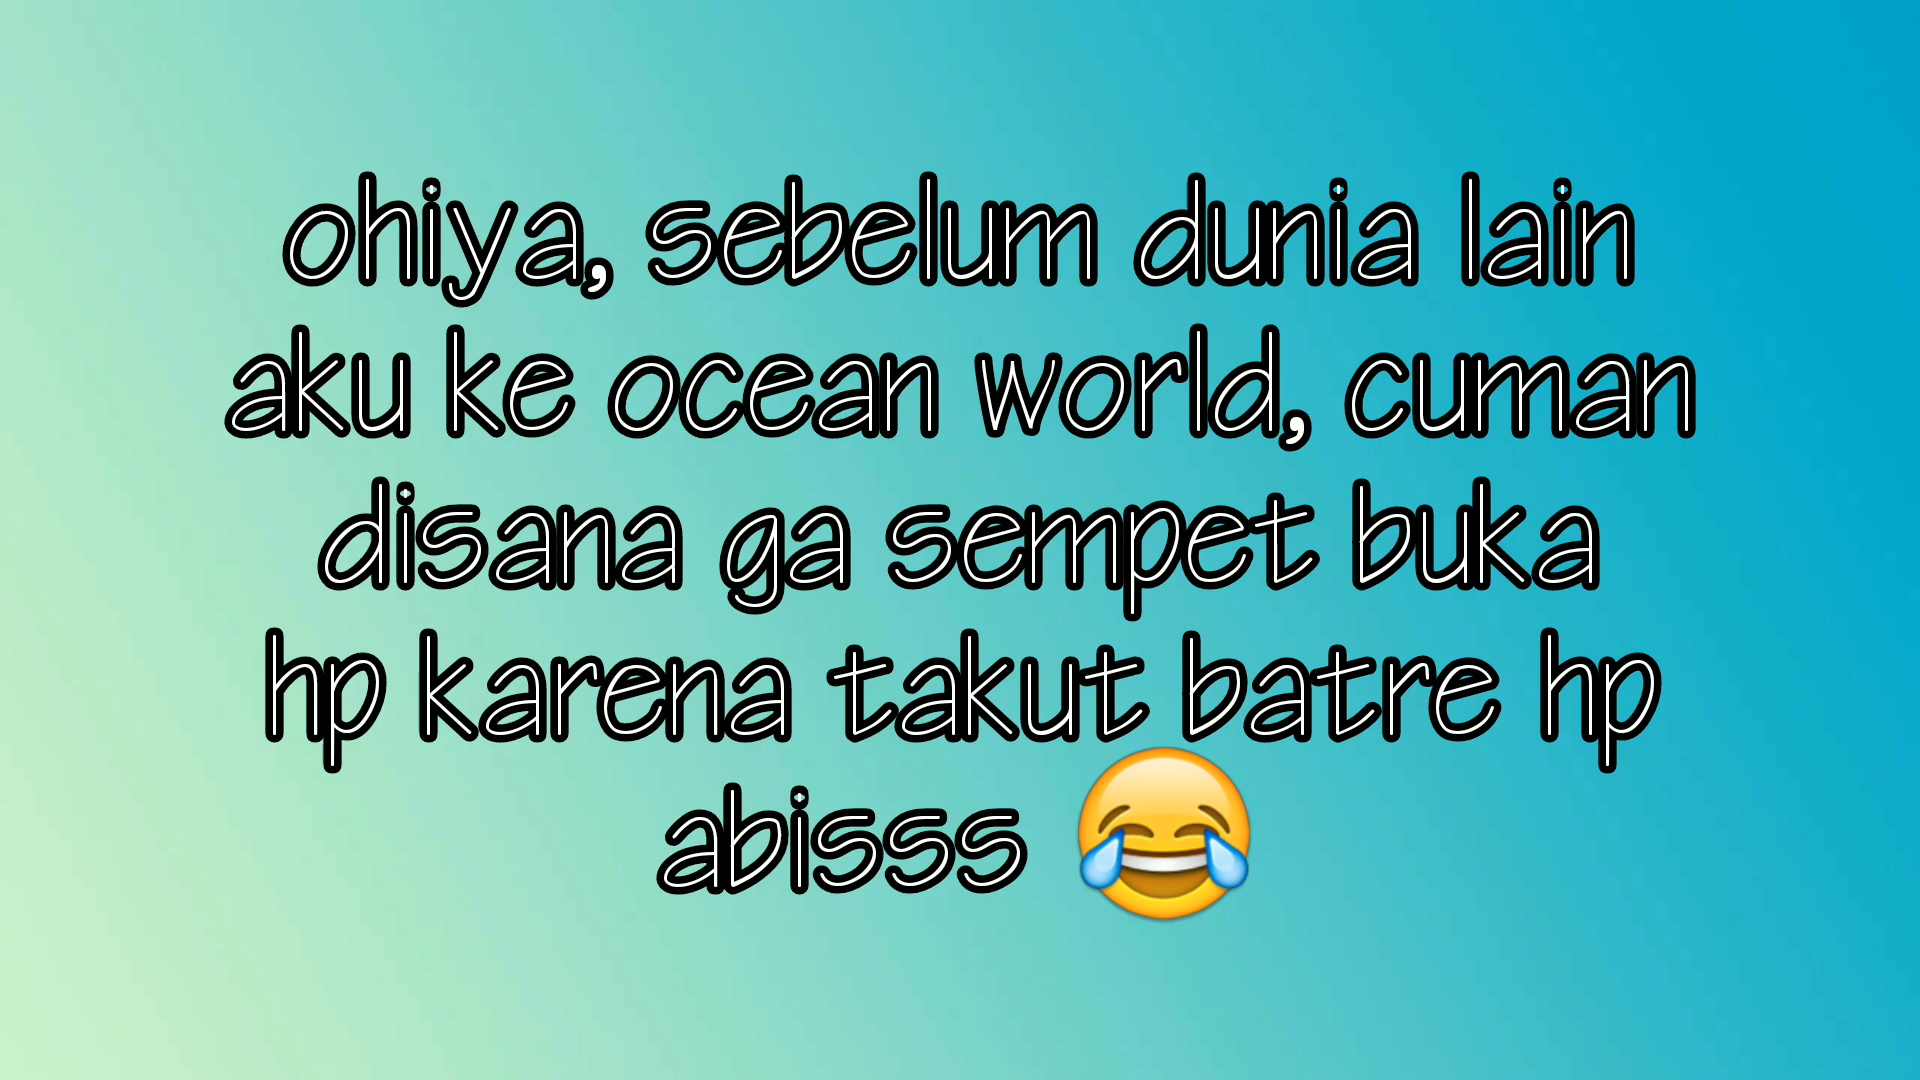 ohiya, sebelum dunia lain
aku ke ocean world, cuman
disana ga sempet buka
hp karena takut batre hp
abisss 😂